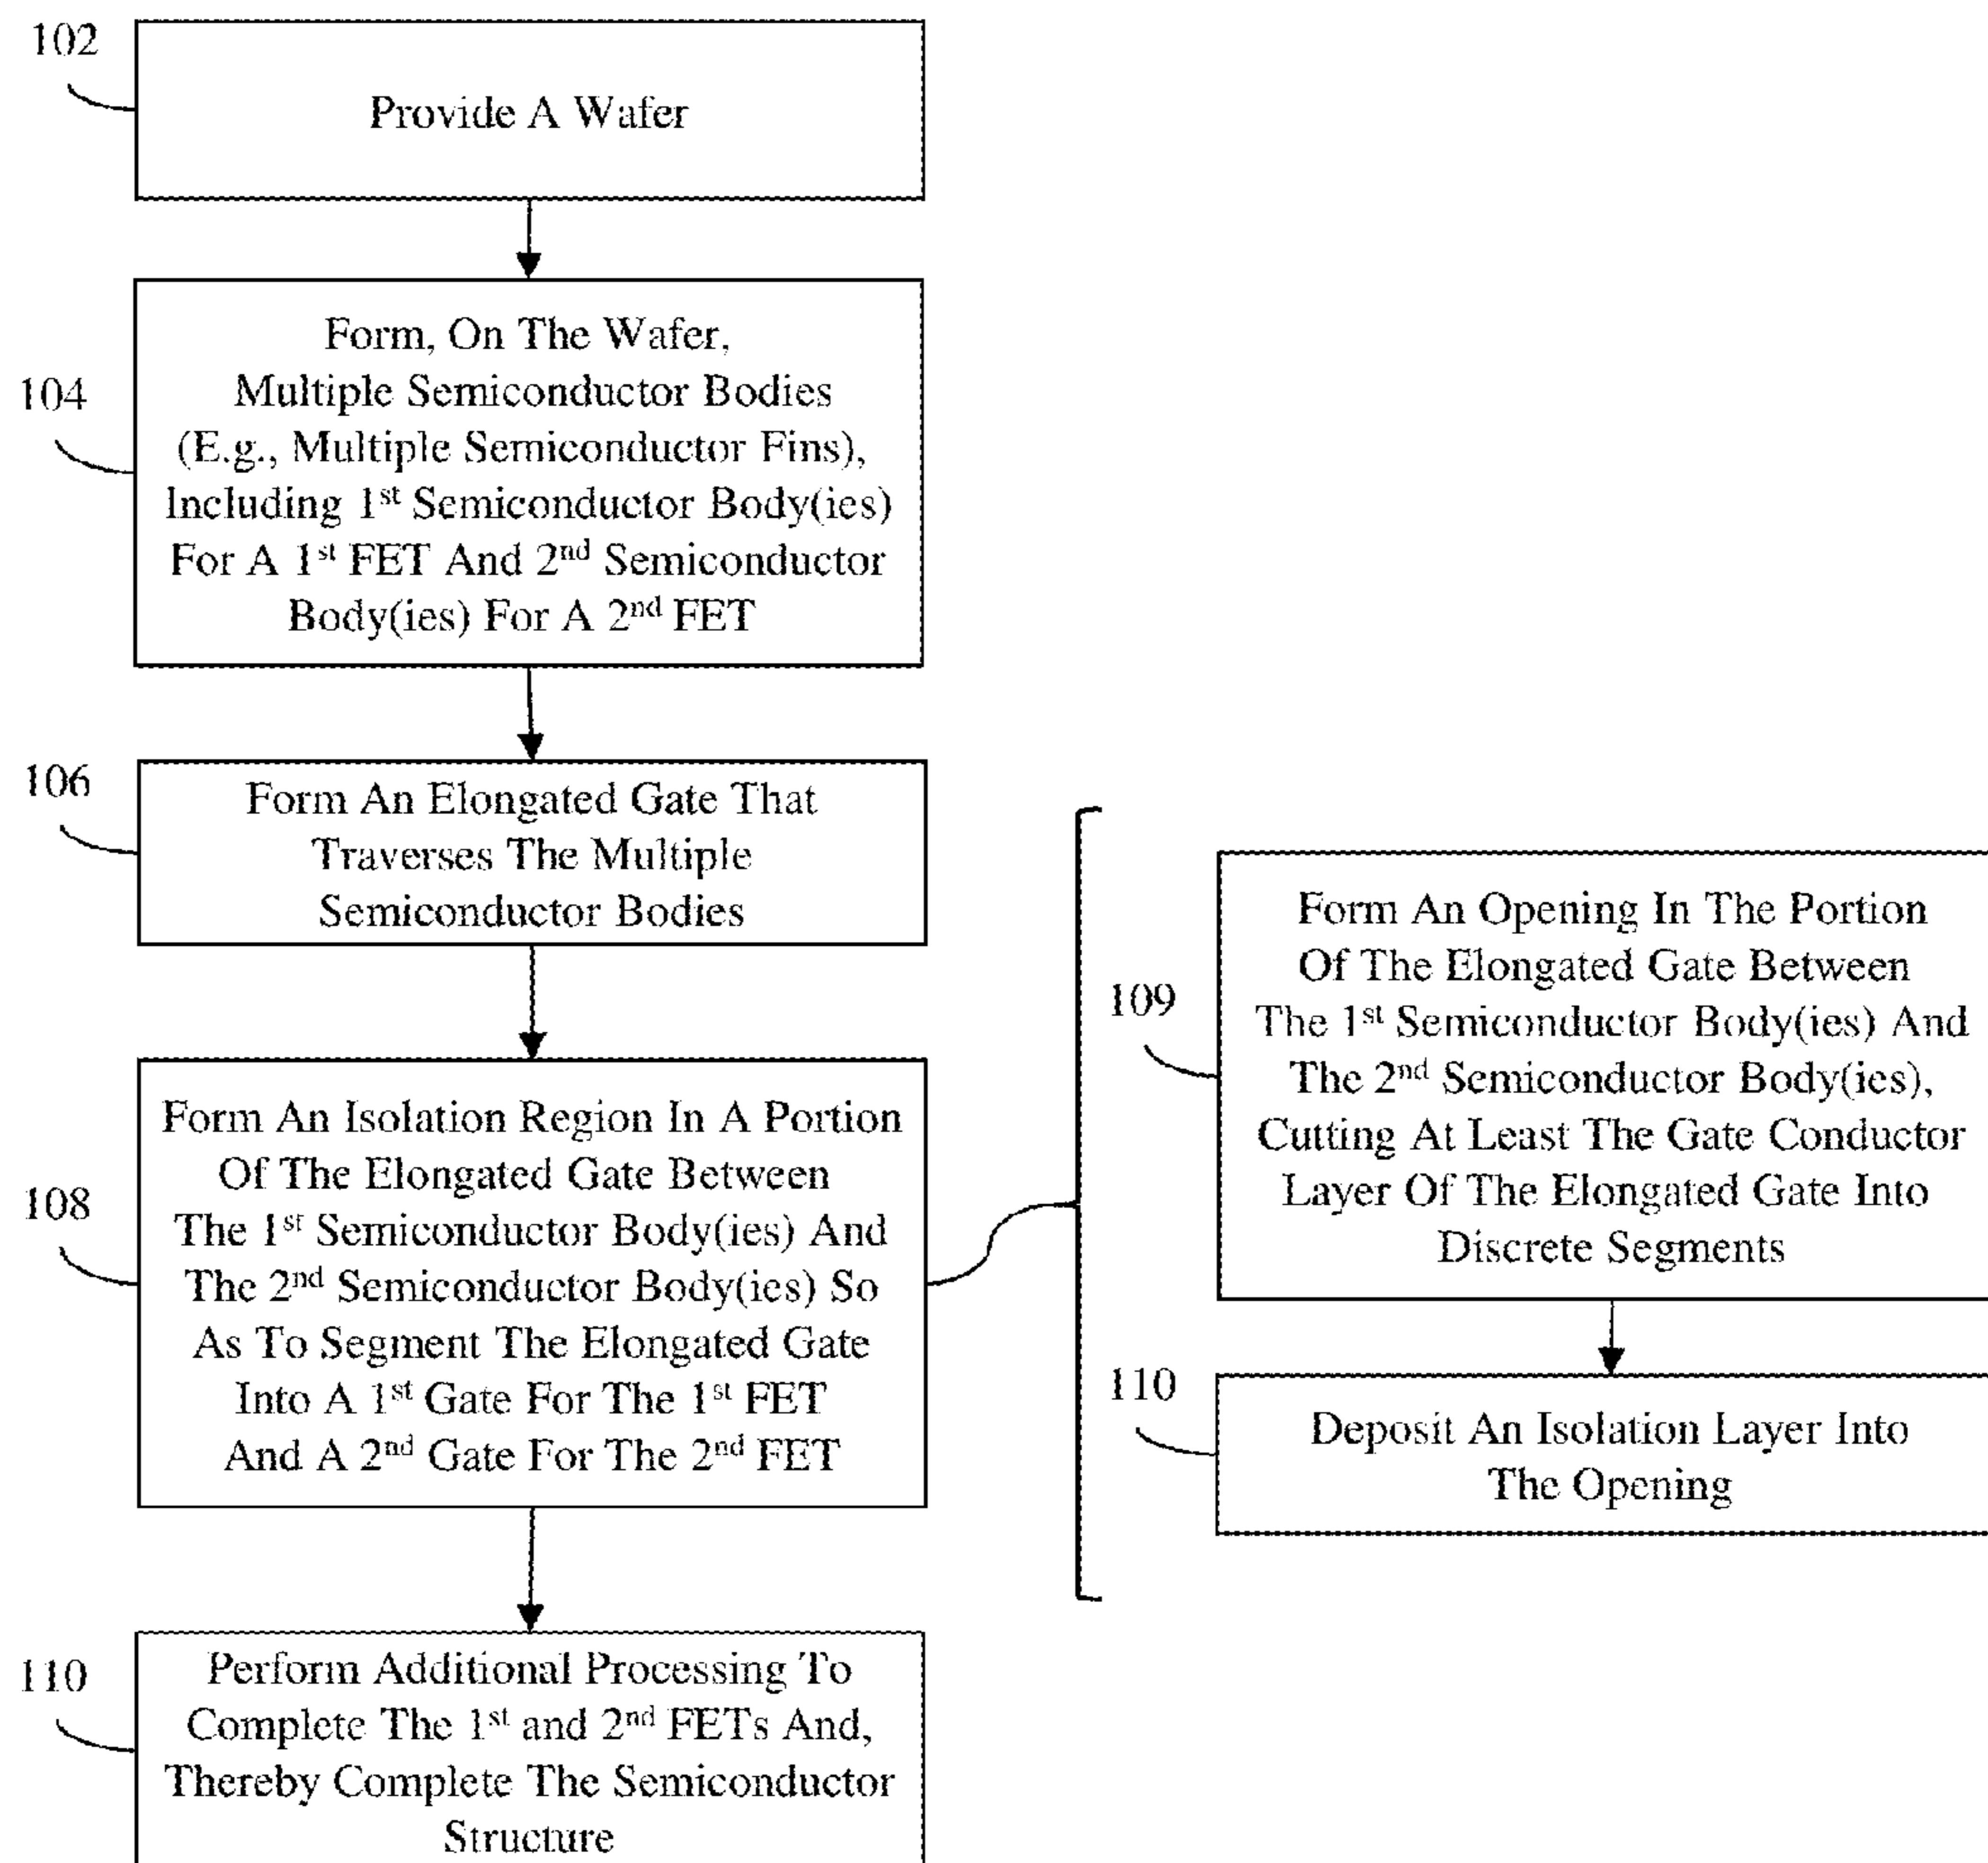 102
Provide A Wafer
104
Form, On The Wafer,
Multiple Semiconductor Bodies
(E.g., Multiple Semiconductor Fins),
Including 1st Semiconductor Body(ies)
For A 1st FET And 2nd Semiconductor
Body(ies) For A 2nd FET
106
Form An Elongated Gate That
Traverses The Multiple
Semiconductor Bodies
108
Form An Isolation Region In A Portion
Of The Elongated Gate Between
The 1st Semiconductor Body(ies) And
The 2nd Semiconductor Body(ies) So
As To Segment The Elongated Gate
Into A 1st Gate For The 1st FET
And A 2nd Gate For The 2nd FET
109
Form An Opening In The Portion
Of The Elongated Gate Between
The 1st Semiconductor Body(ies) And
The 2nd Semiconductor Body(ies),
Cutting At Least The Gate Conductor
Layer Of The Elongated Gate Into
Discrete Segments
110
Deposit An Isolation Layer Into
The Opening
110
Perform Additional Processing To
Complete The 1st and 2nd FETs And,
Thereby Complete The Semiconductor
Structure